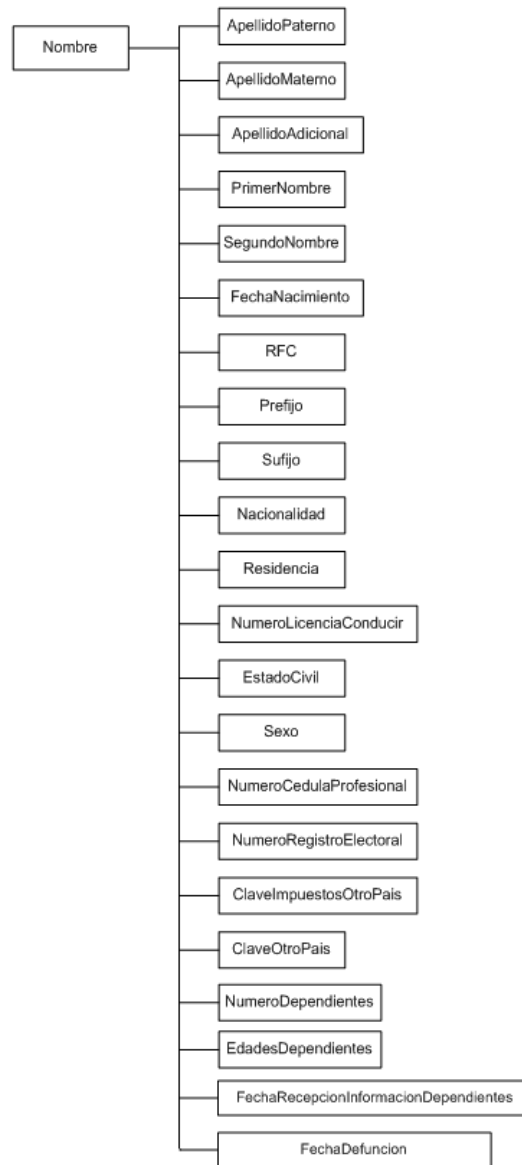 Nombre
ApellidoPaterno
ApellidoMaterno
ApellidoAdicional
PrimerNombre
SegundoNombre
FechaNacimiento
RFC
Prefijo
Sufijo
Nacionalidad
Residencia
NumeroLicenciaConducir
EstadoCivil
Sexo
NumeroCedulaProfesional
NumeroRegistroElectoral
ClaveImpuestosOtroPais
ClaveOtroPais
NumeroDependientes
EdadesDependientes
FechaRecepcionInformacionDependientes
FechaDefuncion